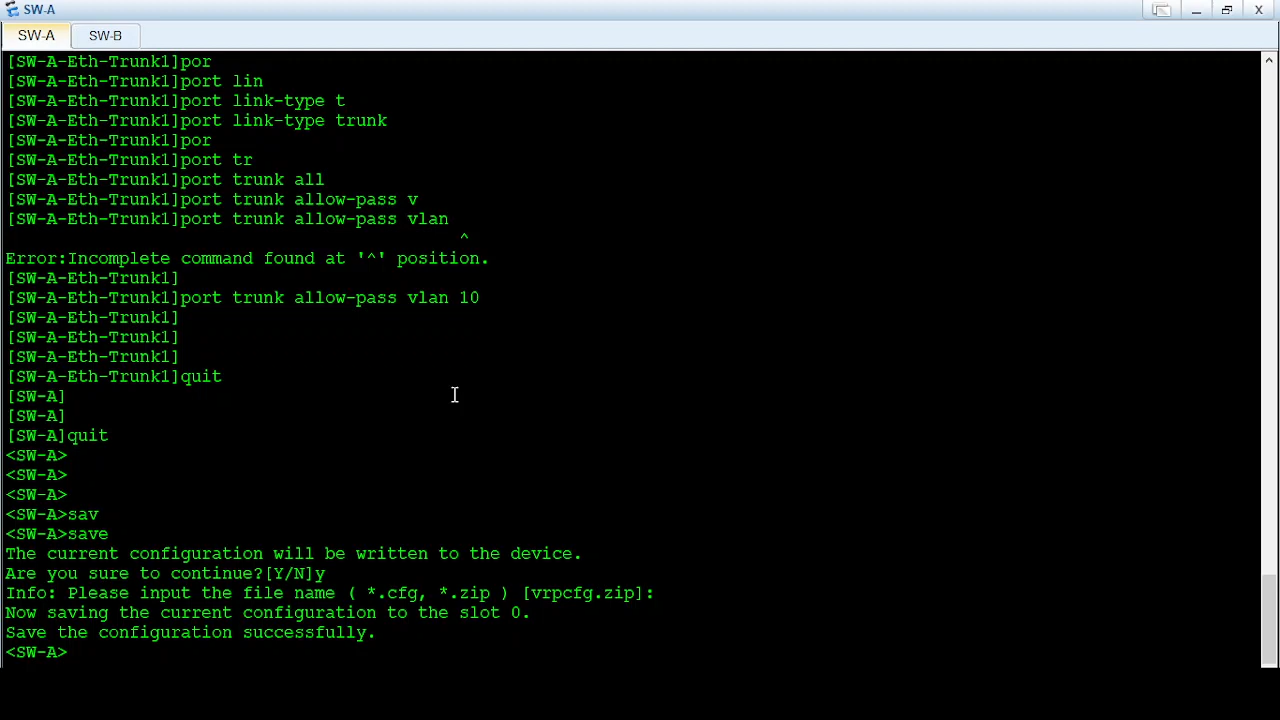 SW-A
SW-A
SW-B
[SW-A-Eth-Trunk1]por
[SW-A-Eth-Trunk1]port lin
[SW-A-Eth-Trunk1]port link-type t
[SW-A-Eth-Trunk1]port link-type trunk
[SW-A-Eth-Trunk1]por
[SW-A-Eth-Trunk1]port tr
[SW-A-Eth-Trunk1]port trunk all
[SW-A-Eth-Trunk1]port trunk allow-pass v
[SW-A-Eth-Trunk1]port trunk allow-pass vlan
^
Error:Incomplete command found at '^' position.
[SW-A-Eth-Trunk1]
[SW-A-Eth-Trunk1]port trunk allow-pass vlan 10
[SW-A-Eth-Trunk1]
[SW-A-Eth-Trunk1]
[SW-A-Eth-Trunk1]
[SW-A-Eth-Trunk1]quit
[SW-A]
[SW-A]
[SW-A]quit
<SW-A>
<SW-A>
<SW-A>
<SW-A>sav
<SW-A>save
The current configuration will be written to the device.
Are you sure to continue?[Y/N]y
Info: Please input the file name ( *.cfg, *.zip ) [vrpcfg.zip]:
Now saving the current configuration to the slot 0.
Save the configuration successfully.
<SW-A>